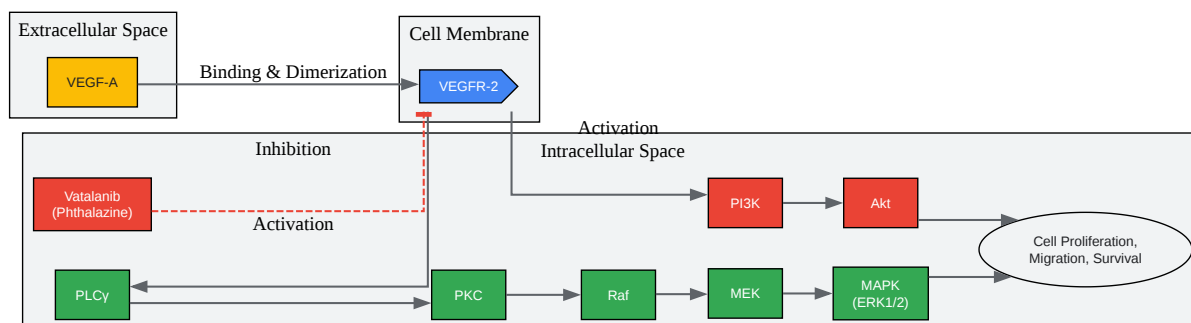 Extracellular Space
Cell Membrane
VEGF-A
Binding & Dimerization
VEGFR-2
Activation
Inhibition
Intracellular Space
Vatalanib
(Phthalazine)
Activation
PI3K
Akt
Cell Proliferation,
Migration, Survival
PLCγ
PKC
Raf
MEK
MAPK
(ERK1/2)